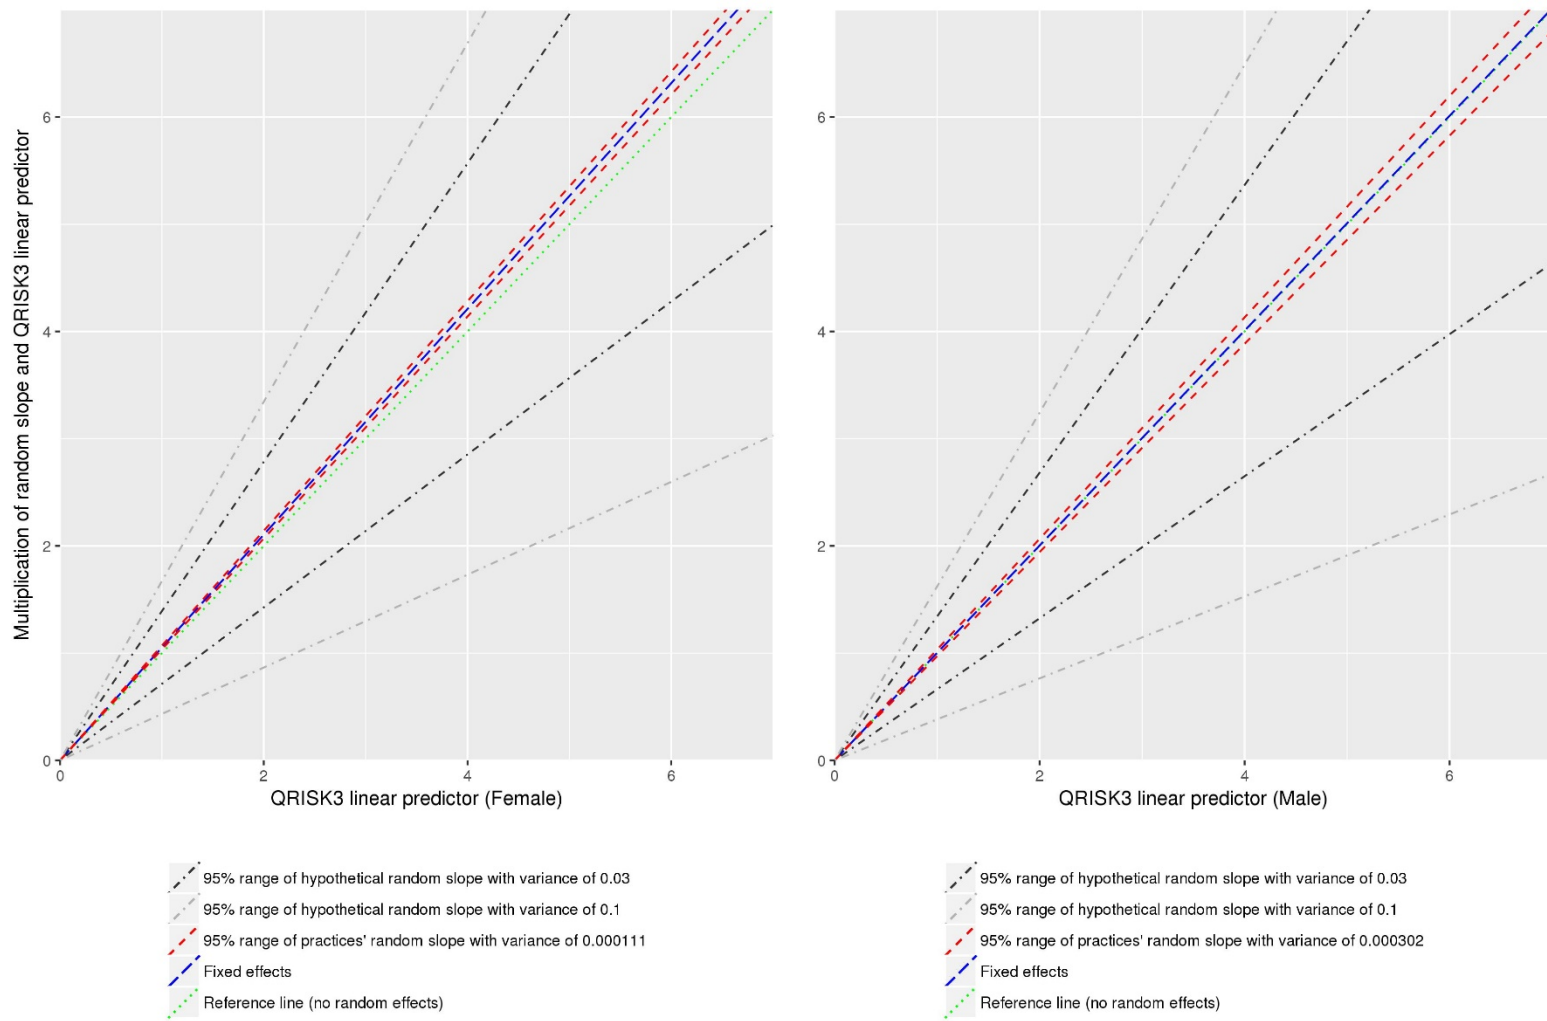 Multiplication of random slope and QRISK3 linear predictor
6
4
2
0
0 2 4 6
QRISK3 linear predictor (Female)
95% range of hypothetical random slope with variance of 0.03
95% range of hypothetical random slope with variance of 0.1
95% range of practices' random slope with variance of 0.000111
Fixed effects
Reference line (no random effects)
6
4
2
0
0 2 4 6
QRISK3 linear predictor (Male)
95% range of hypothetical random slope with variance of 0.03
95% range of hypothetical random slope with variance of 0.1
95% range of practices' random slope with variance of 0.000302
Fixed effects
Reference line (no random effects)